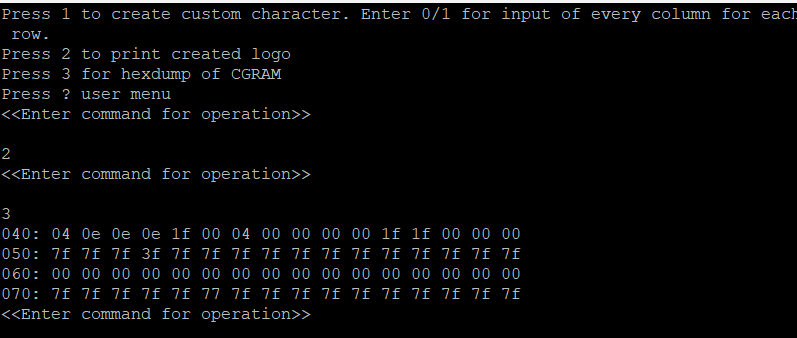 Press 1 to create custom character. Enter 0/1 for input of every column for each
 row.
Press 2 to print created logo
Press 3 for hexdump of CGRAM
Press ? user menu
<<Enter command for operation>>
2
<<Enter command for operation>>
3
040: 04 0e 0e 0e 1f 00 04 00 00 00 00 1f 1f 00 00 00
050: 7f 7f 7f 3f 7f 7f 7f 7f 7f 7f 7f 7f 7f 7f 7f 7f
060: 00 00 00 00 00 00 00 00 00 00 00 00 00 00 00 00
070: 7f 7f 7f 7f 7f 77 7f 7f 7f 7f 7f 7f 7f 7f 7f 7f
<<Enter command for operation>>